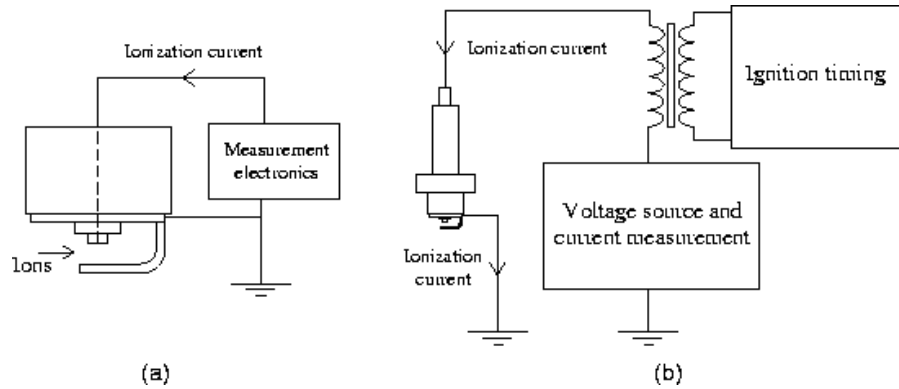 Ionization current
Measurement
electronics
Ions
(a)
Ionization current
Ignition timing
Voltage source and
current measurement
Ionization
current
(b)